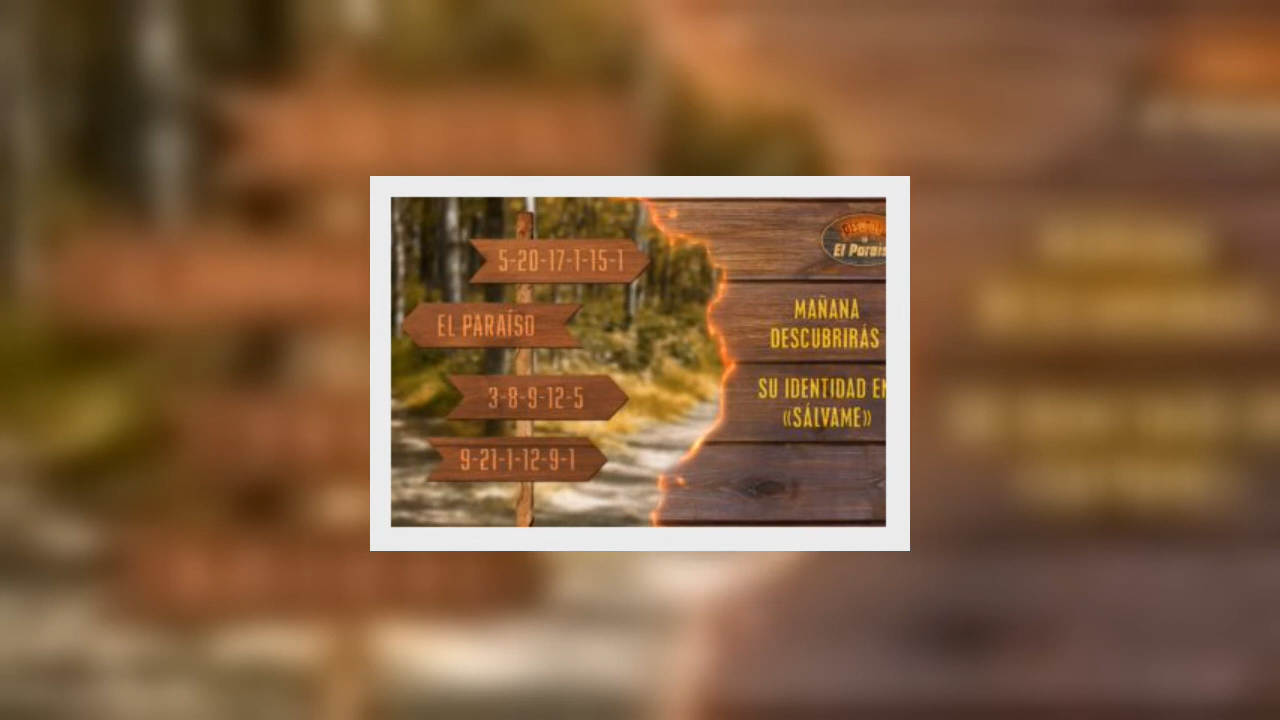 5-20-17-1-15-1
EL PARAÍSO
3-8-9-12-5
9-21-1-12-9-1
El Paraís
MAÑANA
DESCUBRIRÁS
SU IDENTIDAD EN
«SÁLVAME»